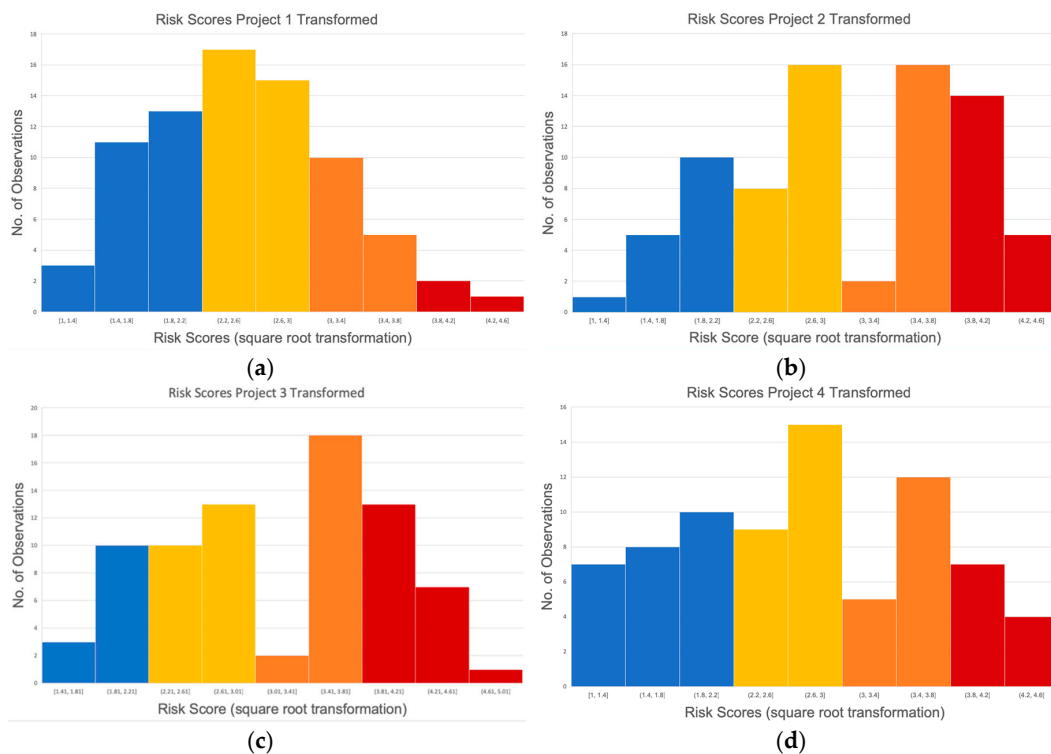 Risk Scores Project 1 Transformed
18
16
14
12
10
8
6
4
2
0
No. of Observations
[1, 1.4] (1.4, 1.8] (1.8, 2.2] (2.2, 2.6] (2.6, 3] (3, 3.4] (3.4, 3.8] (3.8, 4.2] (4.2, 4.6]
Risk Scores (square root transformation)
(a)
Risk Scores Project 2 Transformed
18
16
14
12
10
8
6
4
2
0
No. of observations
[1, 1.4] (1.4, 1.8] (1.8, 2.2] (2.2, 2.6] (2.6, 3] (3, 3.4] (3.4, 3.8] (3.8, 4.2] (4.2, 4.6]
Risk Score (square root transformation)
(b)
Risk Scores Project 3 Transformed
20
18
16
14
12
10
8
6
4
2
0
No. of Observations
[1.41, 1.81] (1.81, 2.21] (2.21, 2.61] (2.61, 3.01] (3.01, 3.41] (3.41, 3.81] (3.81, 4.21] (4.21, 4.61] (4.61, 5.01]
Risk Score (square root transformation)
(c)
Risk Scores Project 4 Transformed
16
14
12
10
8
6
4
2
0
No. of Observations
[1, 1.4] (1.4, 1.8] (1.8, 2.2] (2.2, 2.6] (2.6, 3] (3, 3.4] (3.4, 3.8] (3.8, 4.2] (4.2, 4.6]
Risk Scores (square root transformation)
(d)